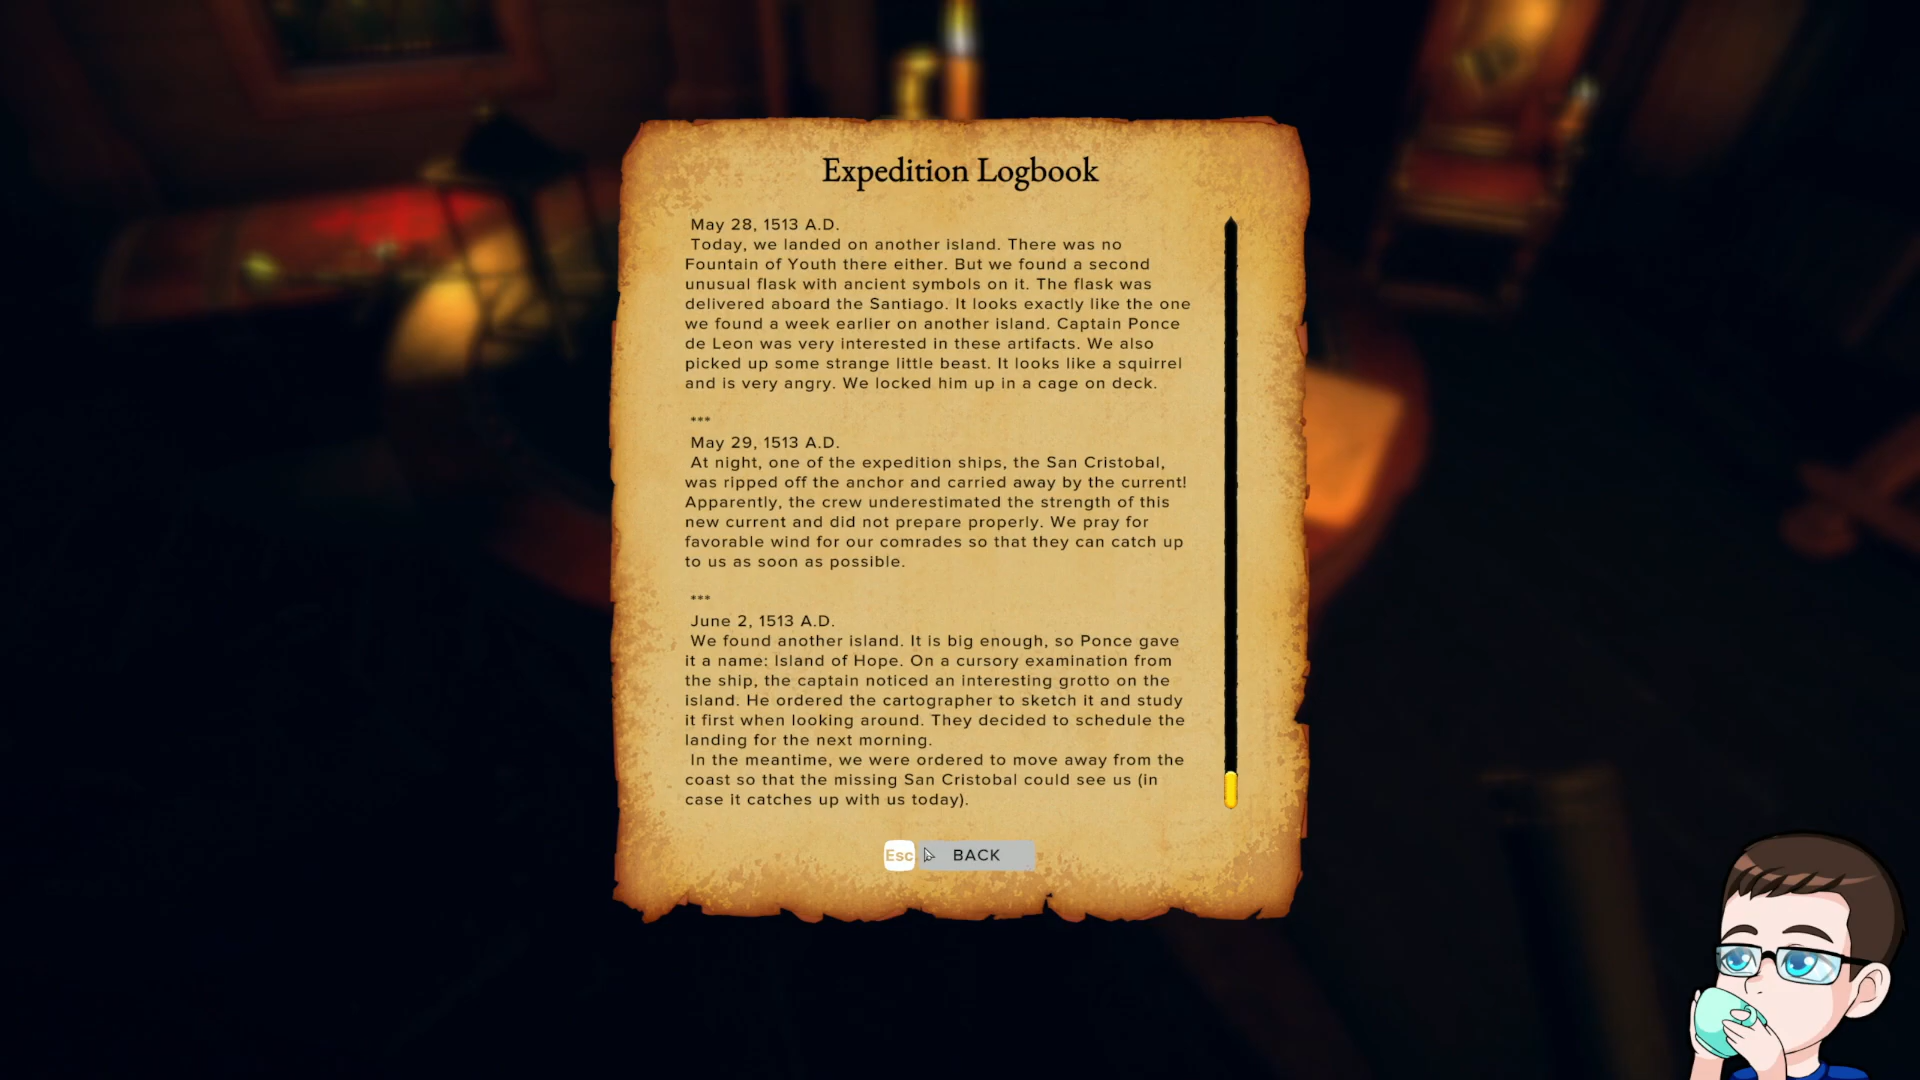 Expedition Logbook
May 28, 1513 A.D.
Today, we landed on another island. There was no
Fountain of Youth there either. But we found a second
unusual flask with ancient symbols on it. The flask was
delivered aboard the Santiago. It looks exactly like the one
we found a week earlier on another island. Captain Ponce
de Leon was very interested in these artifacts. We also
picked up some strange little beast. It looks like a squirrel
and is very angry. We locked him up in a cage on deck.
***
May 29, 1513 A.D.
At night, one of the expedition ships, the San Cristobal,
was ripped off the anchor and carried away by the current!
Apparently, the crew underestimated the strength of this
new current and did not prepare properly. We pray for
favorable wind for our comrades so that they can catch up
to us as soon as possible.
***
June 2, 1513 A.D.
We found another island. It is big enough, so Ponce gave
it a name: Island of Hope. On a cursory examination from
the ship, the captain noticed an interesting grotto on the
island. He ordered the cartographer to sketch it and study
it first when looking around. They decided to schedule the
landing for the next morning.
In the meantime, we were ordered to move away from the
coast so that the missing San Cristobal could see us (in
case it catches up with us today).
Esc BACK